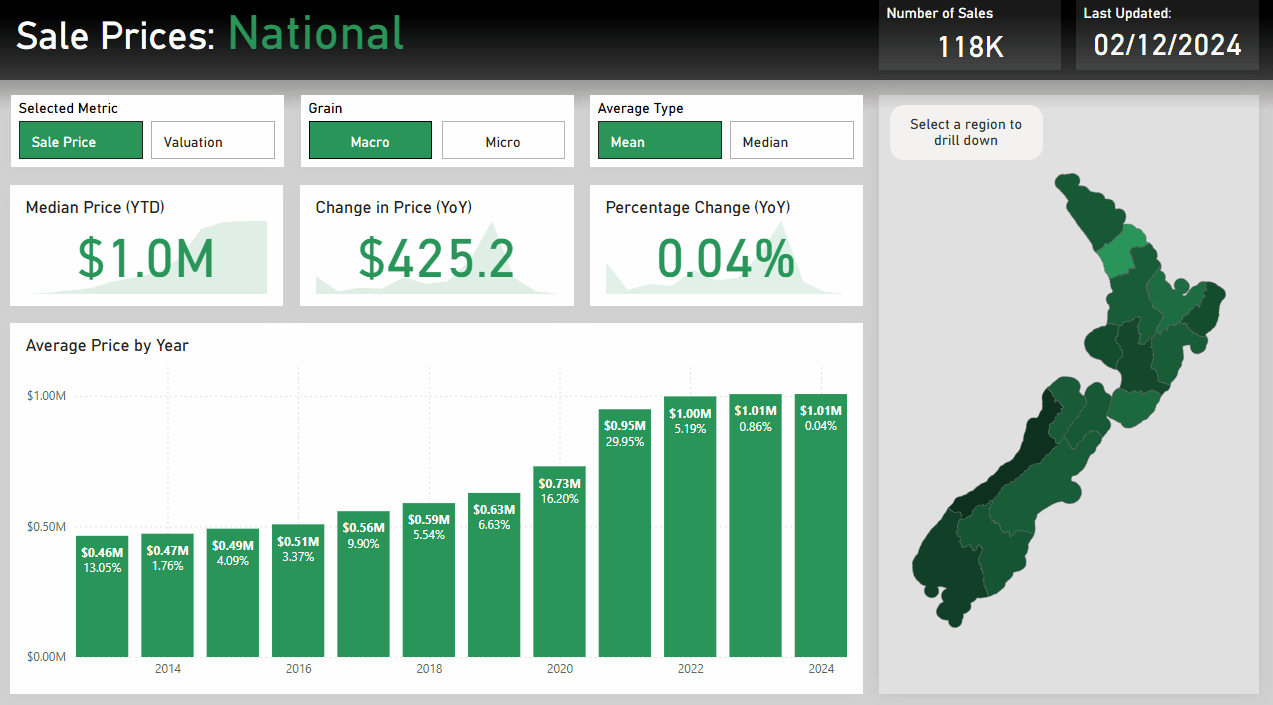 Sale Prices: National
Number of Sales
118K
Last Updated:
02/12/2024
Selected Metric
Sale Price
Valuation
Grain
Macro
Micro
Average Type
Mean
Median
Select a region to
drill down
Median Price (YTD)
$1.0M
Change in Price (YoY)
$425.2
Percentage Change (YoY)
0.04%
Average Price by Year
$1.00M
$0.50M
$0.00M
$0.46M
13.05%
$0.47M
1.76%
$0.49M
4.09%
$0.51M
3.37%
$0.56M
9.90%
$0.59M
5.54%
$0.63M
6.63%
$0.73M
16.20%
$0.95M
29.95%
$1.00M
5.19%
$1.01M
0.86%
$1.01M
0.04%
2014
2016
2018
2020
2022
2024